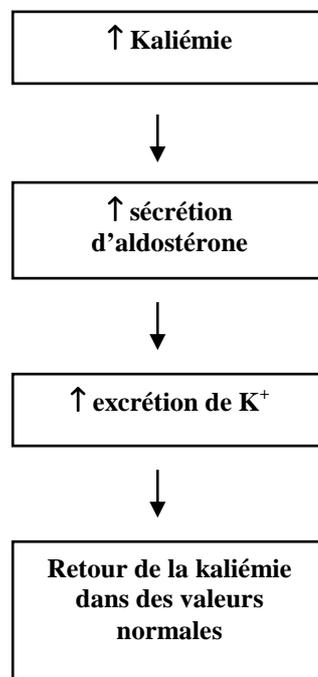 ↑ Kaliémie
↑ sécrétion
d’aldostérone
↑ excrétion de K⁺
Retour de la kaliémie
dans des valeurs
normales